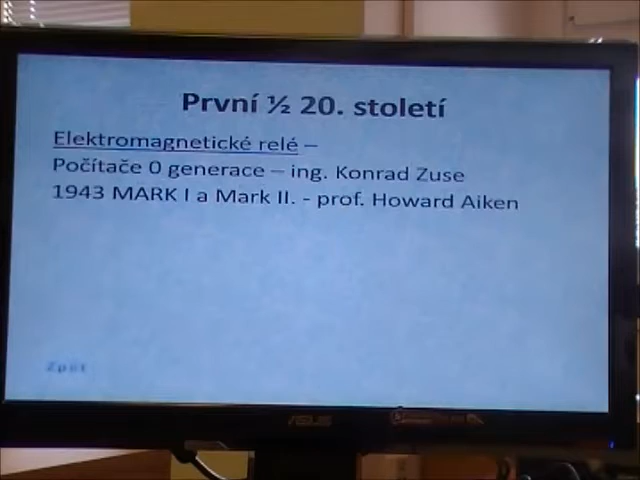 První ½ 20. století
Elektromagnetické relé –
Počítače 0 generace – ing. Konrad Zuse
1943 MARK I a Mark II. - prof. Howard Aiken
Zpět
ASUS